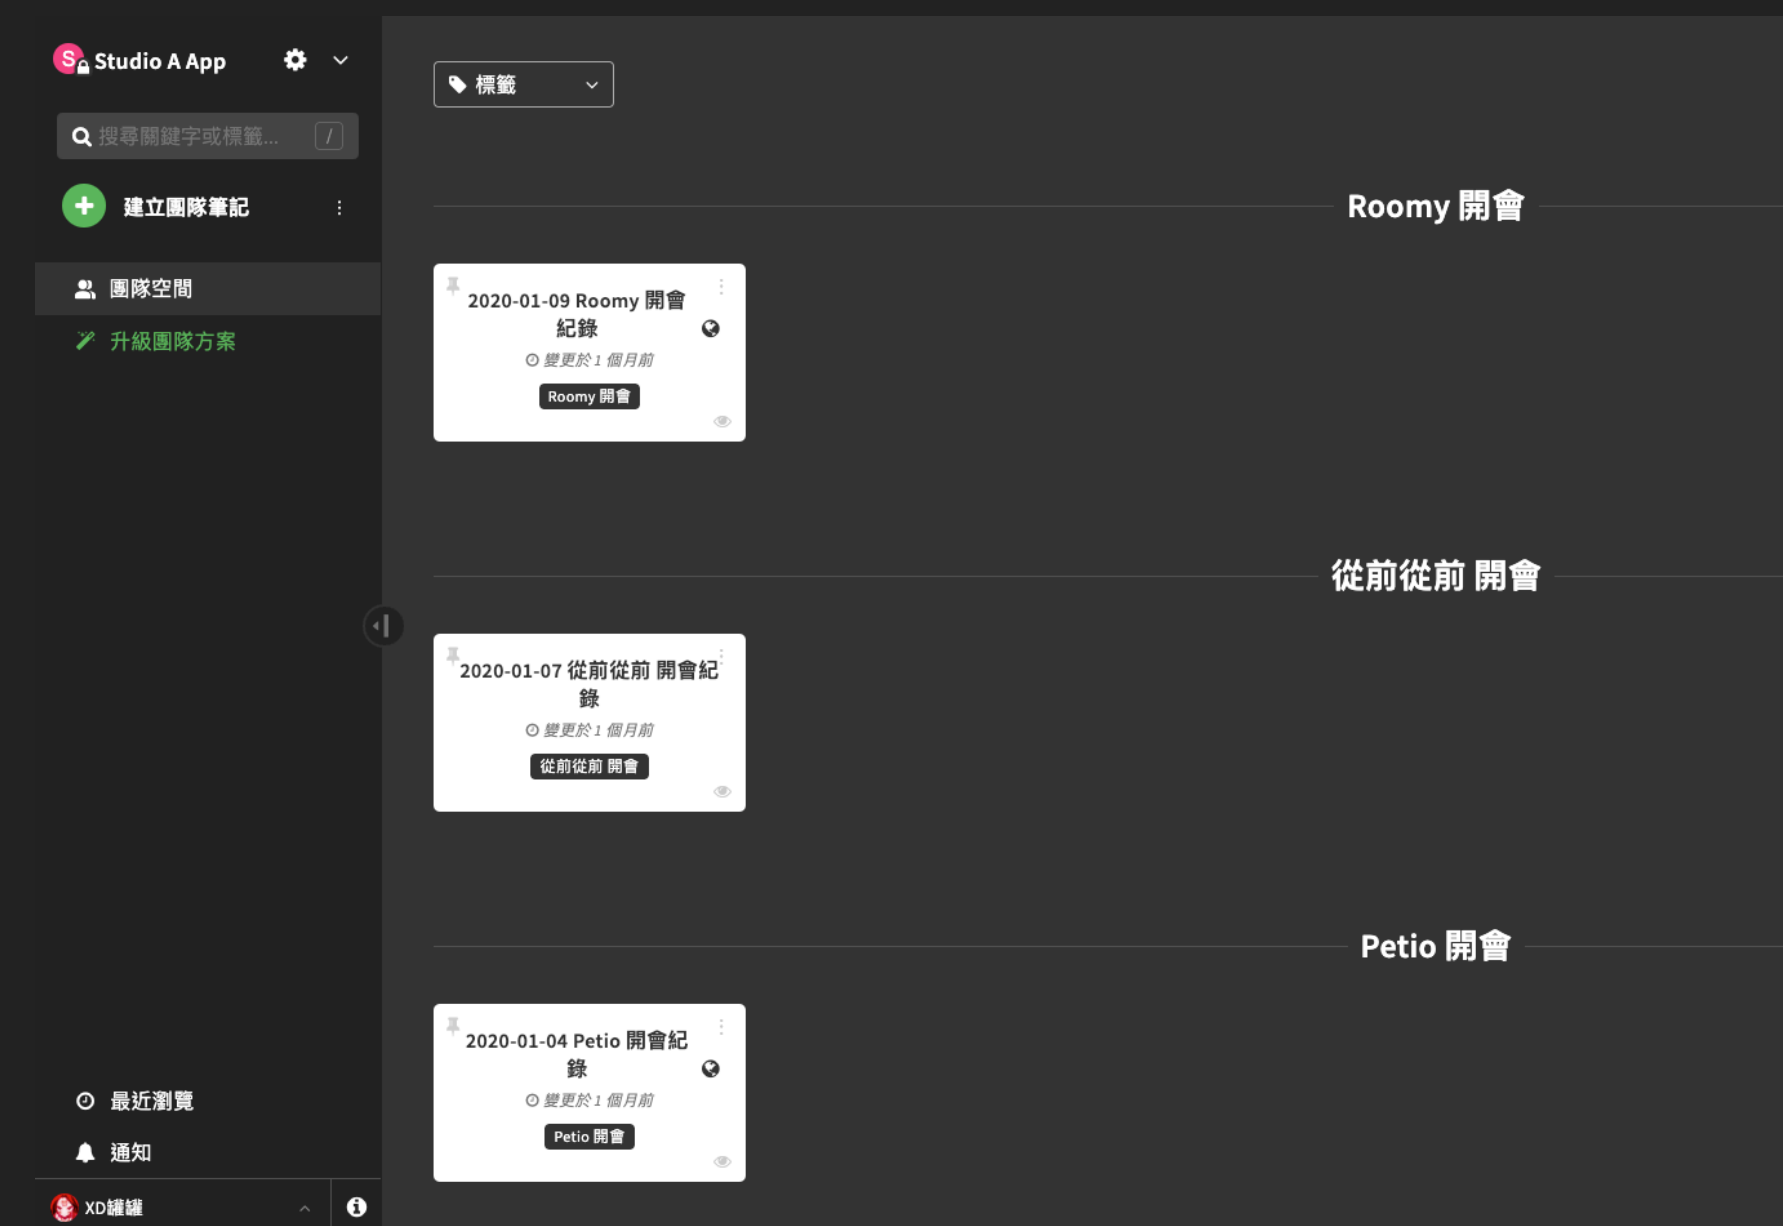 Studio A App
標籤
搜尋關鍵字或標籤... /
建立團隊筆記
團隊空間
升級團隊方案
Roomy 開會
2020-01-09 Roomy 開會
紀錄
變更於 1 個月前
Roomy 開會
從前從前 開會
2020-01-07 從前從前 開會紀
錄
變更於 1 個月前
從前從前 開會
Petio 開會
2020-01-04 Petio 開會紀
錄
變更於 1 個月前
Petio 開會
最近瀏覽
通知
XD罐罐